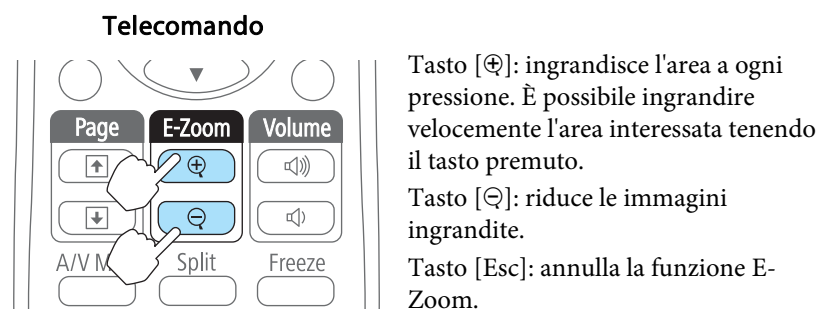 Telecomando
Page E-Zoom Volume
A/V M
Split
Freeze
Tasto [⊕]: ingrandisce l'area a ogni
pressione. È possibile ingrandire
velocemente l'area interessata tenendo
il tasto premuto.
Tasto [⊖]: riduce le immagini
ingrandite.
Tasto [Esc]: annulla la funzione E-
Zoom.